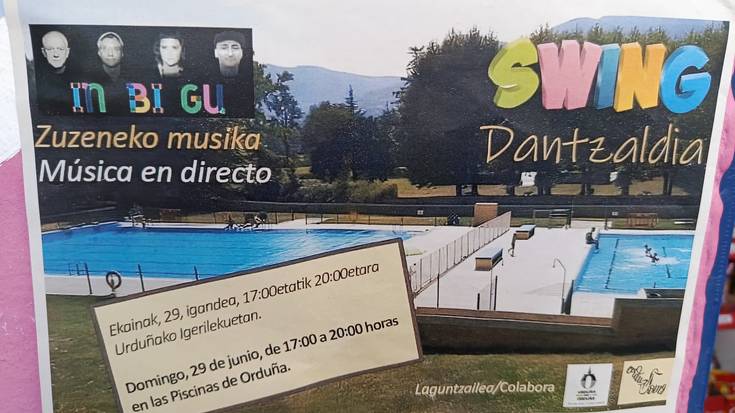 IN BI GU
Zuzeneko musika
Música en directo
SWING
Dantzaldia
Ekainak, 29, igandea, 17:00etatik 20:00etara
Urduñako Igerilekuetan.
Domingo, 29 de junio, de 17:00 a 20:00 horas
en las Piscinas de Orduña.
Laguntzailea/Colabora